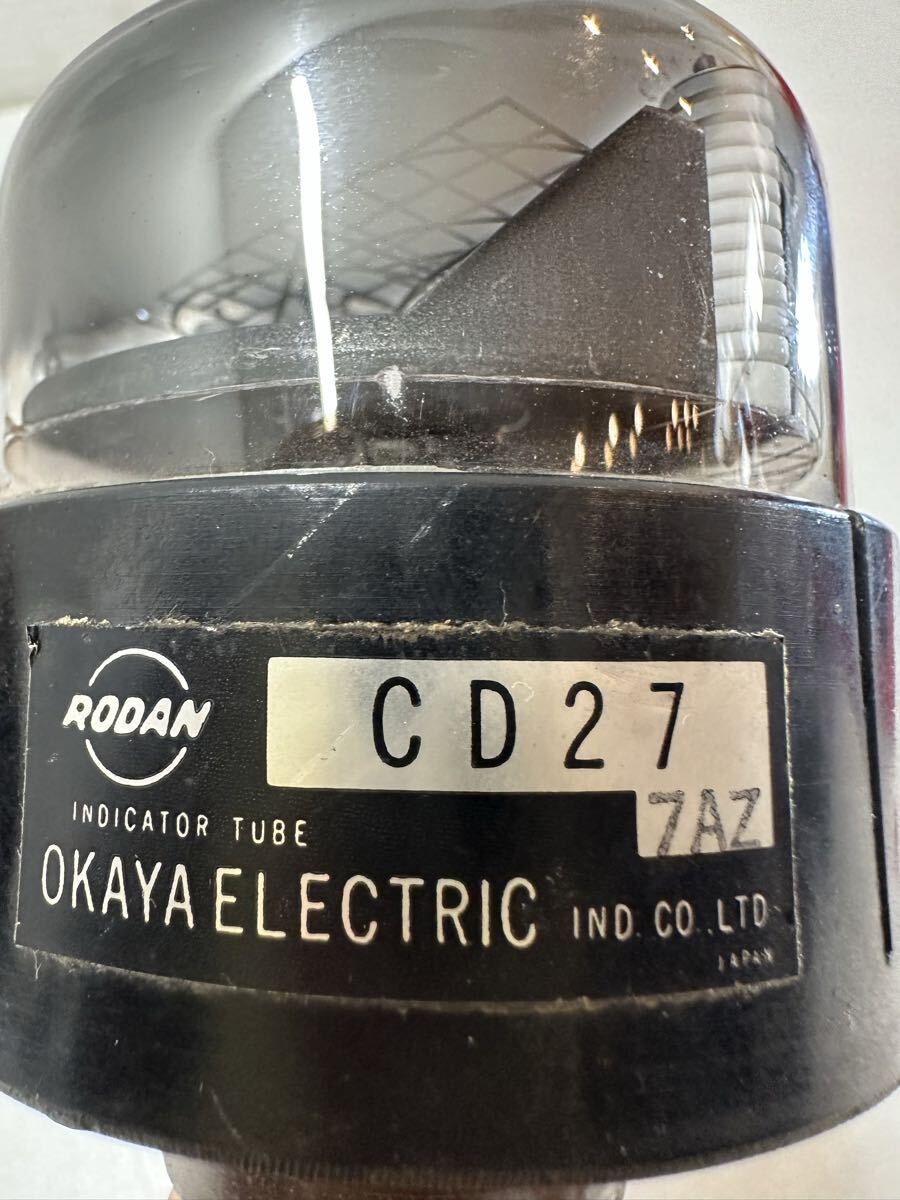 RODAN
CD27
7AZ
INDICATOR TUBE
OKAYA ELECTRIC IND. CO., LTD
JAPAN